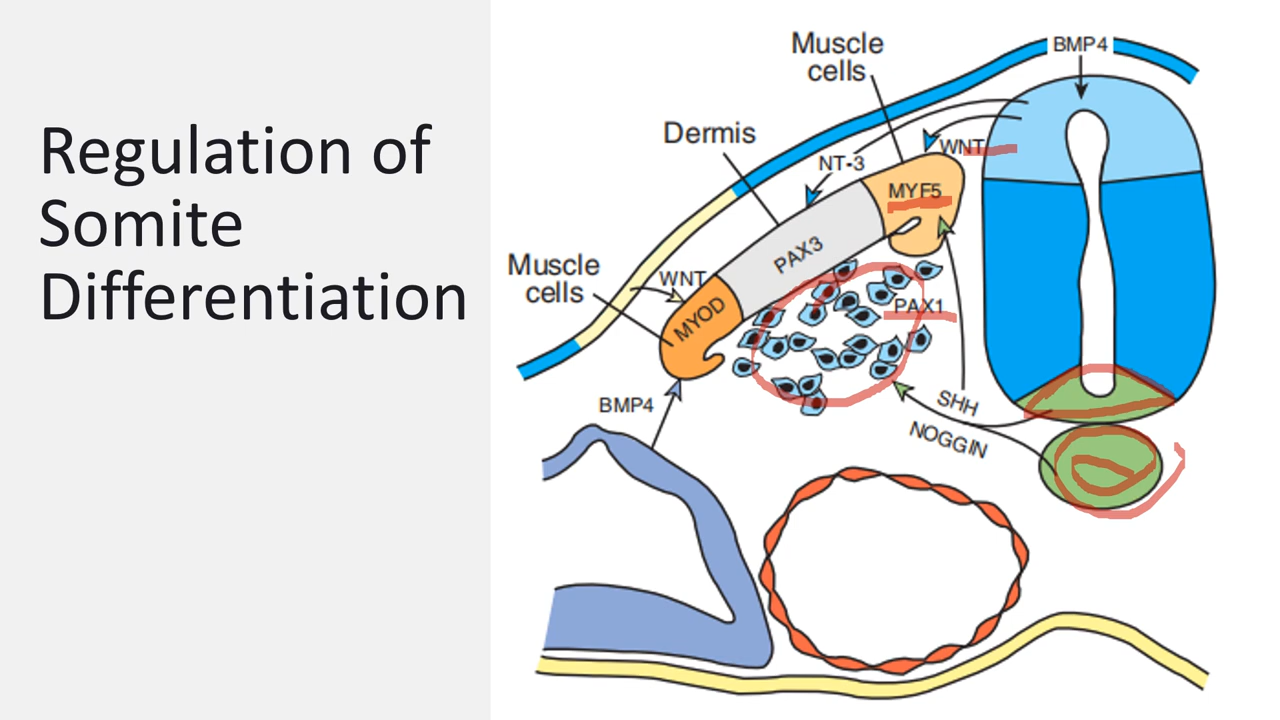 Regulation of
Somite
Differentiation
Muscle
cells
BMP4
Dermis
NT-3
WNT
MYF5
PAX3
Muscle
cells
WNT
MYOD
PAX1
BMP4
SHH
NOGGIN